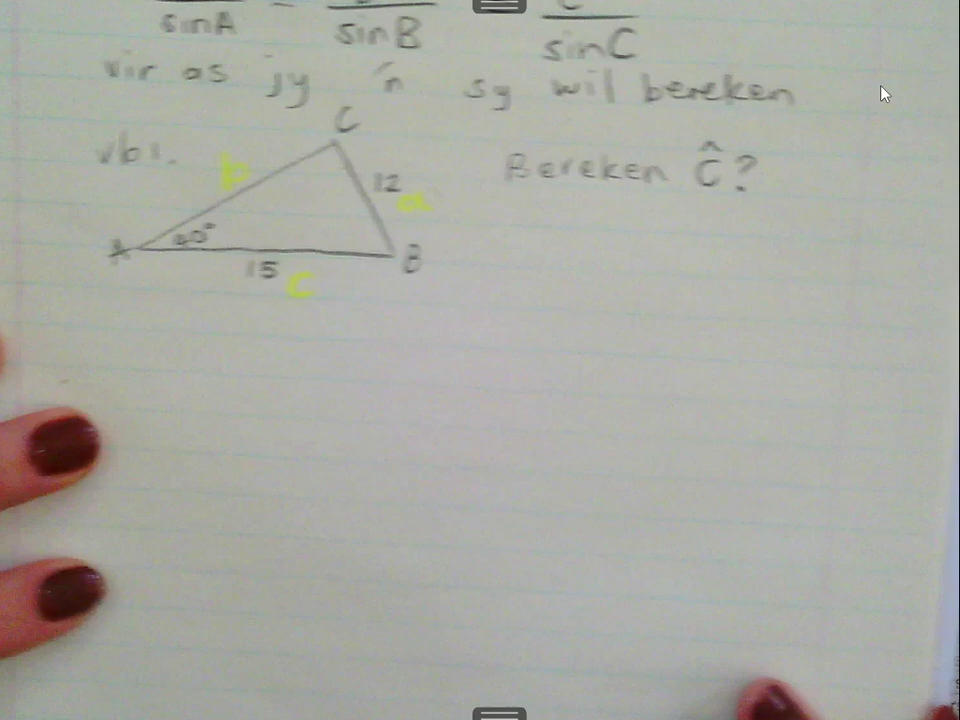 sinA = sinB sinC
vir as jy 'n sy wil bereken
vb1. Bereken Ĉ?
C
b
12
a
A
40°
B
15
c